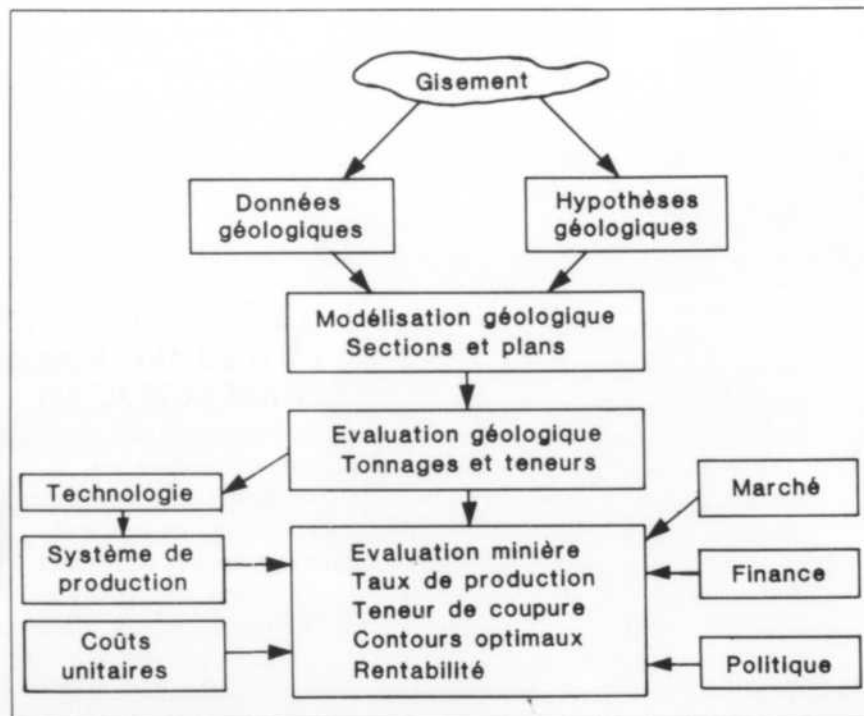 Gisement
Données
géologiques
Hypothèses
géologiques
Modélisation géologique
Sections et plans
Evaluation géologique
Tonnages et teneurs
Technologie
Marché
Système de
production
Evaluation minière
Taux de production
Teneur de coupure
Contours optimaux
Rentabilité
Finance
Coûts
unitaires
Politique